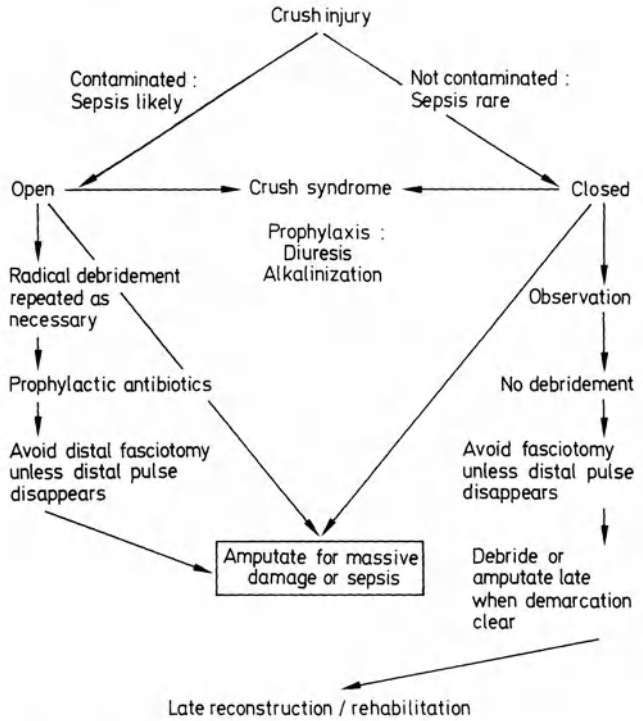 Crush injury
Contaminated :
Sepsis likely
Not contaminated :
Sepsis rare
Open
Crush syndrome
Closed
Prophylaxis :
Diuresis
Alkalinization
Radical debridement
repeated as
necessary
Observation
Prophylactic antibiotics
No debridement
Avoid distal fasciotomy
unless distal pulse
disappears
Avoid fasciotomy
unless distal pulse
disappears
Amputate for massive
damage or sepsis
Debride or
amputate late
when demarcation
clear
Late reconstruction / rehabilitation